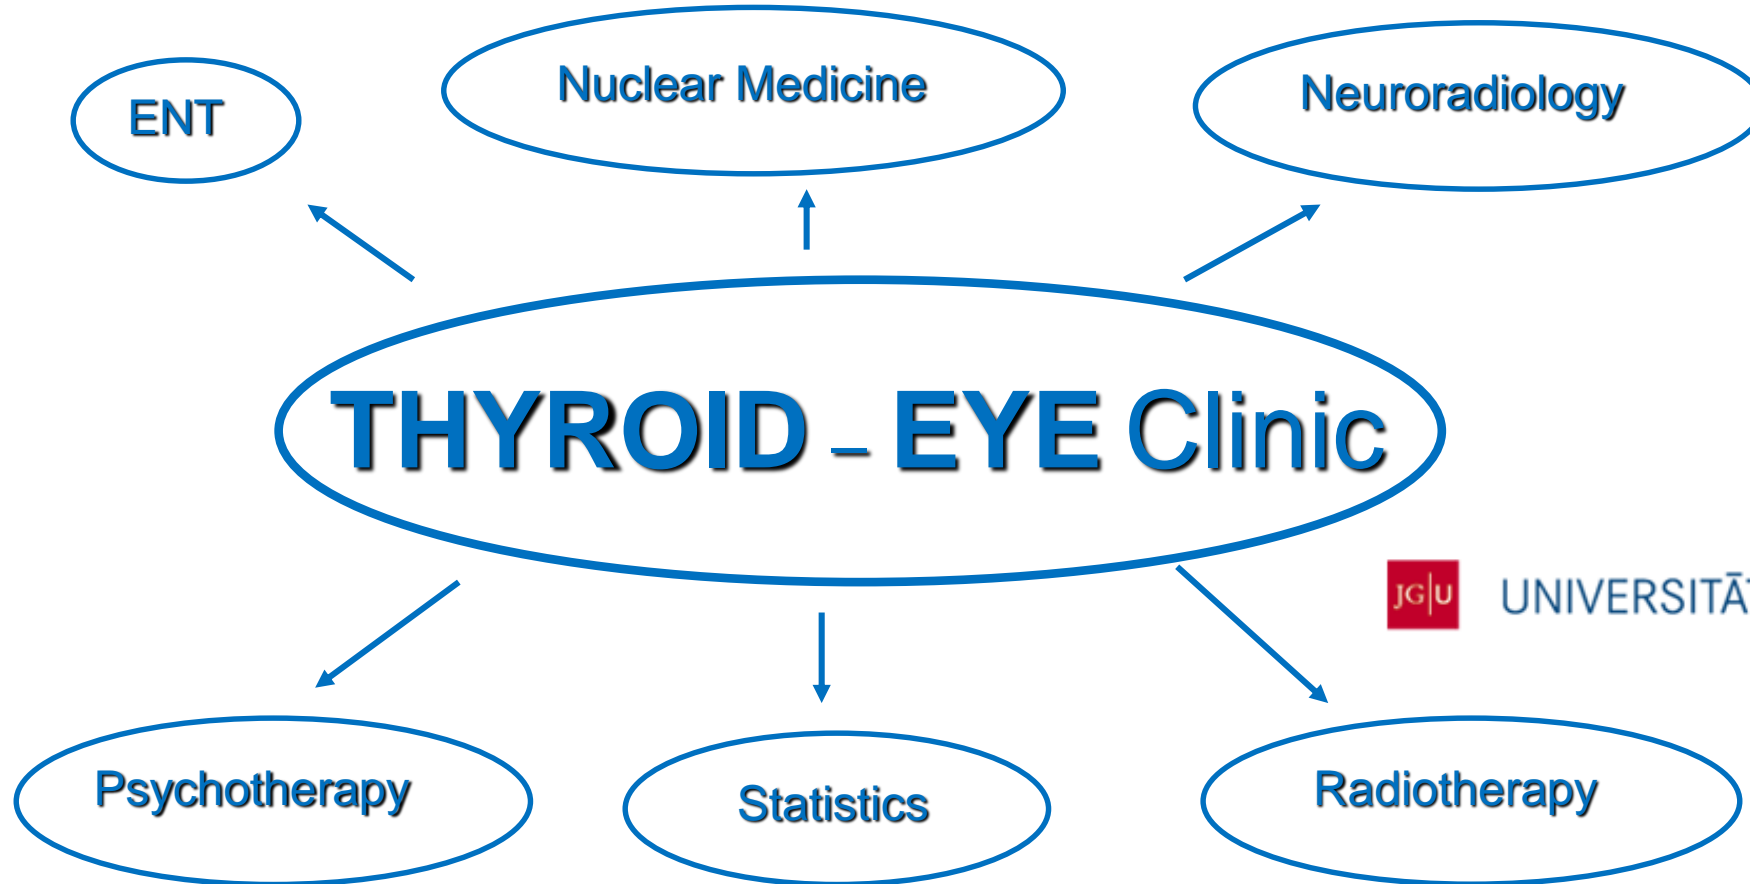 ENT
Nuclear Medicine
Neuroradiology
THYROID – EYE Clinic
JG|U
Psychotherapy
Statistics
Radiotherapy